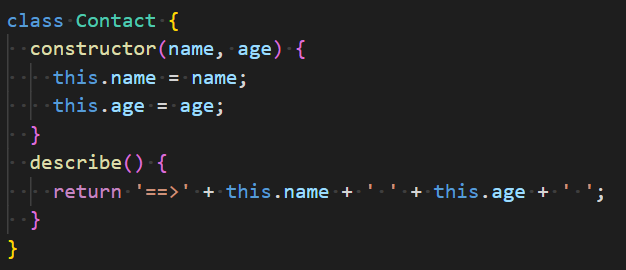 class Contact {
  constructor(name, age) {
    this.name = name;
    this.age = age;
  }
  describe() {
    return '==>' + this.name + ' ' + this.age + ' ';
  }
}